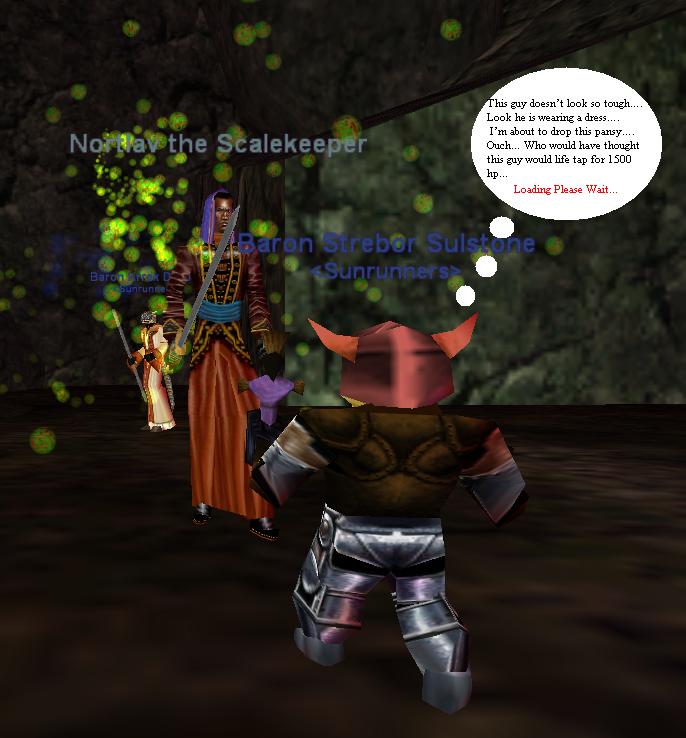 This guy doesn't look so tough....
Look he is wearing a dress....
I'm about to drop this pansy....
Ouch... Who would have thought
this guy would life tap for 1500
hp...
Loading Please Wait...
Nortlav the Scalekeeper
Baron Strebor Sulstone
<Sunrunners>
Baron
<Sunrunne